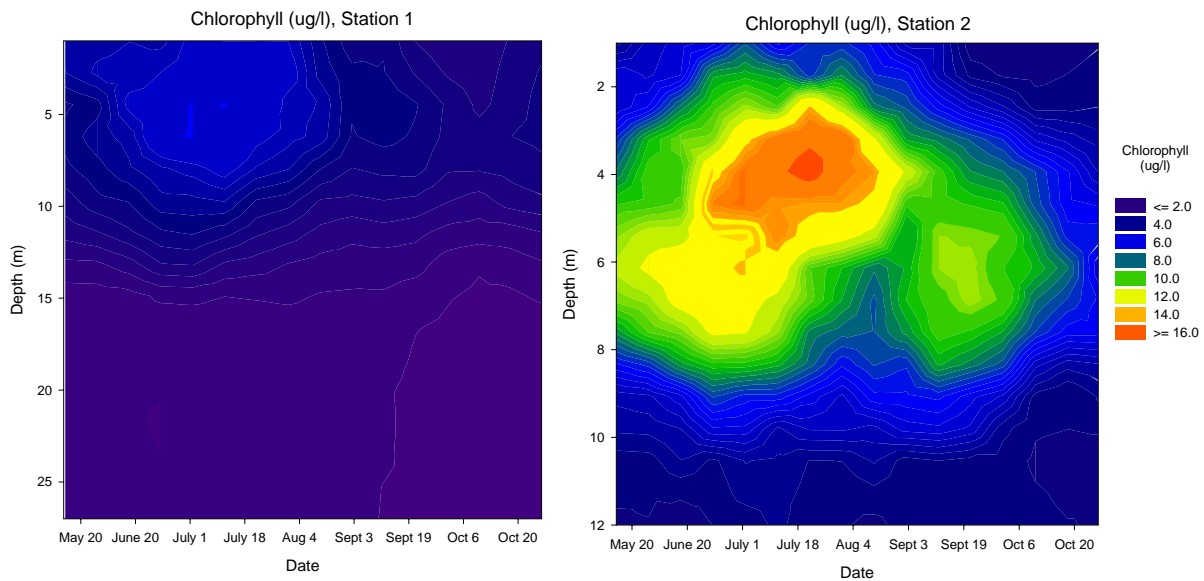 Chlorophyll (ug/l), Station 1
5
10
15
20
25
Depth (m)
May 20 June 20 July 1 July 18 Aug 4 Sept 3 Sept 19 Oct 6 Oct 20
Date
Chlorophyll (ug/l), Station 2
2
4
6
8
10
12
Depth (m)
May 20 June 20 July 1 July 18 Aug 4 Sept 3 Sept 19 Oct 6 Oct 20
Date
Chlorophyll
(ug/l)
<= 2.0
4.0
6.0
8.0
10.0
12.0
14.0
>= 16.0